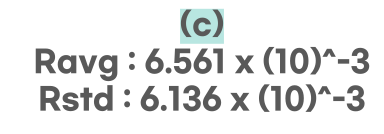 (c)
Ravg : 6.561 x (10)^-3
Rstd : 6.136 x (10)^-3